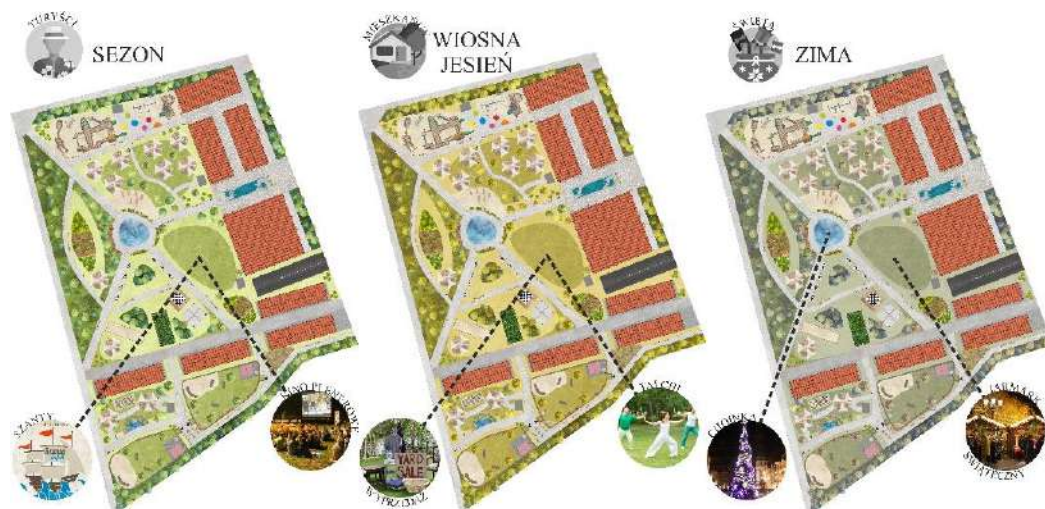 TURYŚCI
SEZON
MIESZKAŃCY
WIOSNA
JESIEŃ
ŚWIĘTA
ZIMA
SZANTY
KINO PLENEROWE
YARD
SALE
WYPRZEDAŻ
TAI CHI
CHOINKA
JARMARK
ŚWIĄTECZNY